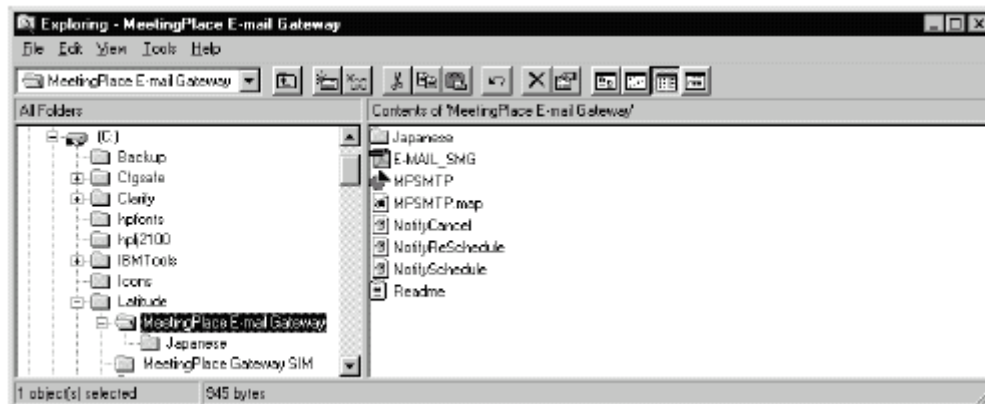 Exploring - MeetingPlace E-mail Gateway
File Edit View Tools Help
MeetingPlace E-mail Gateway
All Folders
Contents of 'MeetingPlace E-mail Gateway'
(C:)
Backup
Ctgsate
Clarify
hpfonts
hplj2100
IBMTools
Icons
Latitude
MeetingPlace E-mail Gateway
Japanese
MeetingPlace Gateway SIM
Japanese
E-MAIL_SMG
MPSMTP
MPSMTP.map
NotifyCancel
NotifyReSchedule
NotifySchedule
Readme
1 object(s) selected
945 bytes